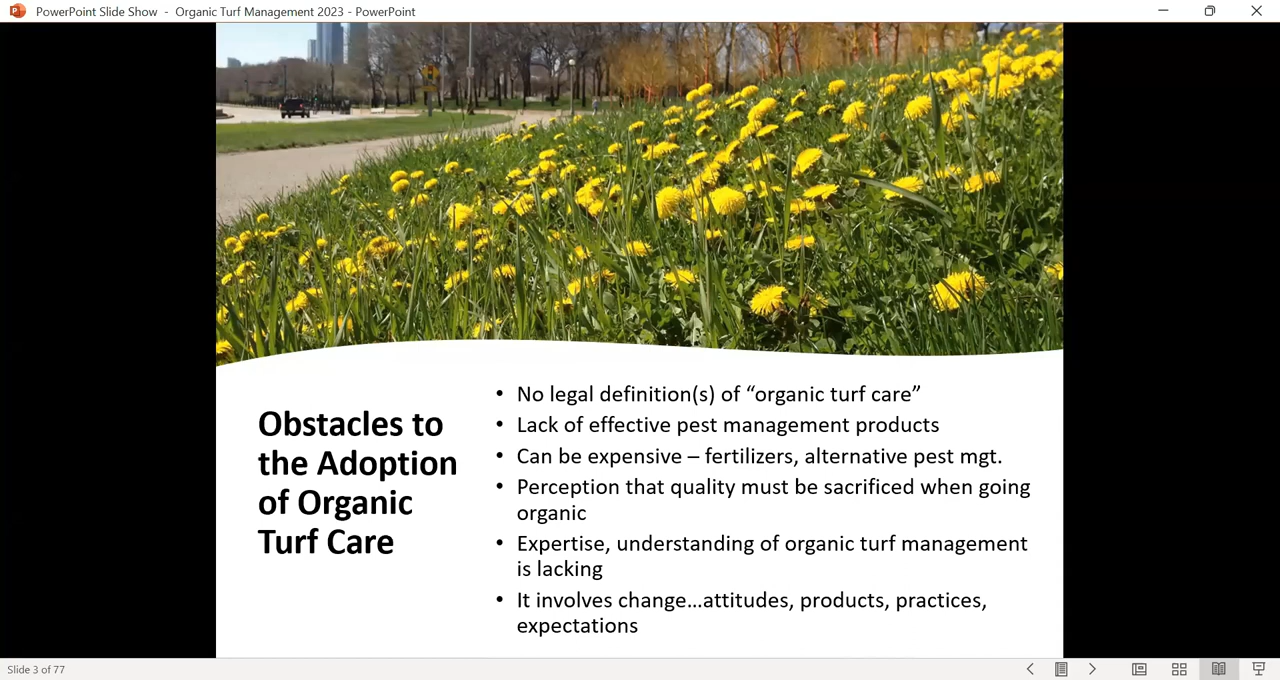 PowerPoint Slide Show - Organic Turf Management 2023 - PowerPoint
Obstacles to
the Adoption
of Organic
Turf Care
• No legal definition(s) of “organic turf care”
• Lack of effective pest management products
• Can be expensive – fertilizers, alternative pest mgt.
• Perception that quality must be sacrificed when going
organic
• Expertise, understanding of organic turf management
is lacking
• It involves change…attitudes, products, practices,
expectations
Slide 3 of 77